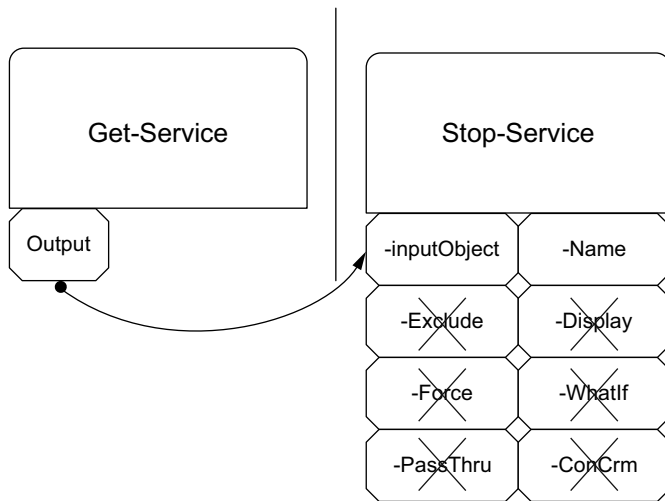 Get-Service
Stop-Service
Output
-inputObject
-Name
-Exclude
-Display
-Force
-WhatIf
-PassThru
-ConCrm